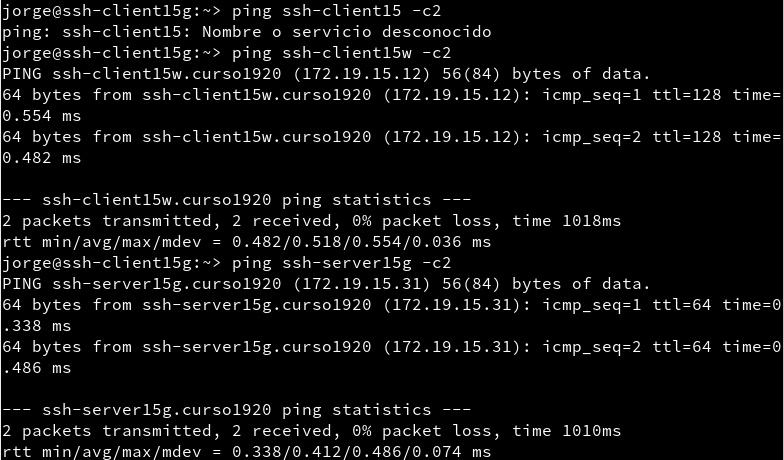 jorge@ssh-client15g:~> ping ssh-client15 -c2
ping: ssh-client15: Nombre o servicio desconocido
jorge@ssh-client15g:~> ping ssh-client15w -c2
PING ssh-client15w.curso1920 (172.19.15.12) 56(84) bytes of data.
64 bytes from ssh-client15w.curso1920 (172.19.15.12): icmp_seq=1 ttl=128 time=
0.554 ms
64 bytes from ssh-client15w.curso1920 (172.19.15.12): icmp_seq=2 ttl=128 time=
0.482 ms

--- ssh-client15w.curso1920 ping statistics ---
2 packets transmitted, 2 received, 0% packet loss, time 1018ms
rtt min/avg/max/mdev = 0.482/0.518/0.554/0.036 ms
jorge@ssh-client15g:~> ping ssh-server15g -c2
PING ssh-server15g.curso1920 (172.19.15.31) 56(84) bytes of data.
64 bytes from ssh-server15g.curso1920 (172.19.15.31): icmp_seq=1 ttl=64 time=0
.338 ms
64 bytes from ssh-server15g.curso1920 (172.19.15.31): icmp_seq=2 ttl=64 time=0
.486 ms

--- ssh-server15g.curso1920 ping statistics ---
2 packets transmitted, 2 received, 0% packet loss, time 1010ms
rtt min/avg/max/mdev = 0.338/0.412/0.486/0.074 ms